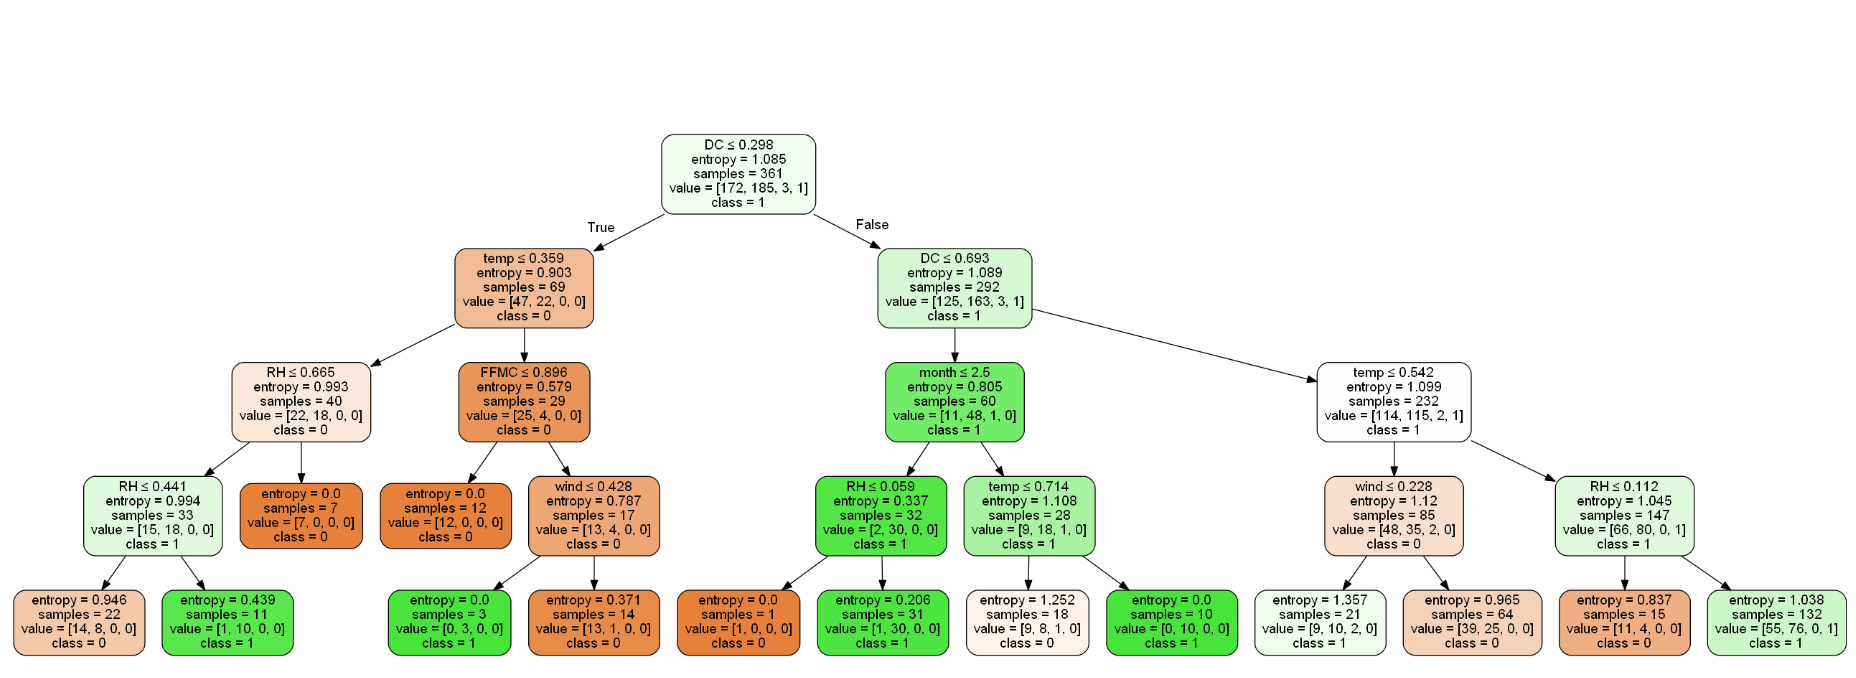 DC ≤ 0.298
entropy = 1.085
samples = 361
value = [172, 185, 3, 1]
class = 1
True
False
temp ≤ 0.359
entropy = 0.903
samples = 69
value = [47, 22, 0, 0]
class = 0
DC ≤ 0.693
entropy = 1.089
samples = 292
value = [125, 163, 3, 1]
class = 1
RH ≤ 0.665
entropy = 0.993
samples = 40
value = [22, 18, 0, 0]
class = 0
FFMC ≤ 0.896
entropy = 0.579
samples = 29
value = [25, 4, 0, 0]
class = 0
month ≤ 2.5
entropy = 0.805
samples = 60
value = [11, 48, 1, 0]
class = 1
temp ≤ 0.542
entropy = 1.099
samples = 232
value = [114, 115, 2, 1]
class = 1
RH ≤ 0.441
entropy = 0.994
samples = 33
value = [15, 18, 0, 0]
class = 1
entropy = 0.0
samples = 7
value = [7, 0, 0, 0]
class = 0
entropy = 0.0
samples = 12
value = [12, 0, 0, 0]
class = 0
wind ≤ 0.428
entropy = 0.787
samples = 17
value = [13, 4, 0, 0]
class = 0
RH ≤ 0.059
entropy = 0.337
samples = 32
value = [2, 30, 0, 0]
class = 1
temp ≤ 0.714
entropy = 1.108
samples = 28
value = [9, 18, 1, 0]
class = 1
wind ≤ 0.228
entropy = 1.12
samples = 85
value = [48, 35, 2, 0]
class = 0
RH ≤ 0.112
entropy = 1.045
samples = 147
value = [66, 80, 0, 1]
class = 1
entropy = 0.946
samples = 22
value = [14, 8, 0, 0]
class = 0
entropy = 0.439
samples = 11
value = [1, 10, 0, 0]
class = 1
entropy = 0.0
samples = 3
value = [0, 3, 0, 0]
class = 1
entropy = 0.371
samples = 14
value = [13, 1, 0, 0]
class = 0
entropy = 0.0
samples = 1
value = [1, 0, 0, 0]
class = 0
entropy = 0.206
samples = 31
value = [1, 30, 0, 0]
class = 1
entropy = 1.252
samples = 18
value = [9, 8, 1, 0]
class = 0
entropy = 0.0
samples = 10
value = [0, 10, 0, 0]
class = 1
entropy = 1.357
samples = 21
value = [9, 10, 2, 0]
class = 1
entropy = 0.965
samples = 64
value = [39, 25, 0, 0]
class = 0
entropy = 0.837
samples = 15
value = [11, 4, 0, 0]
class = 0
entropy = 1.038
samples = 132
value = [55, 76, 0, 1]
class = 1